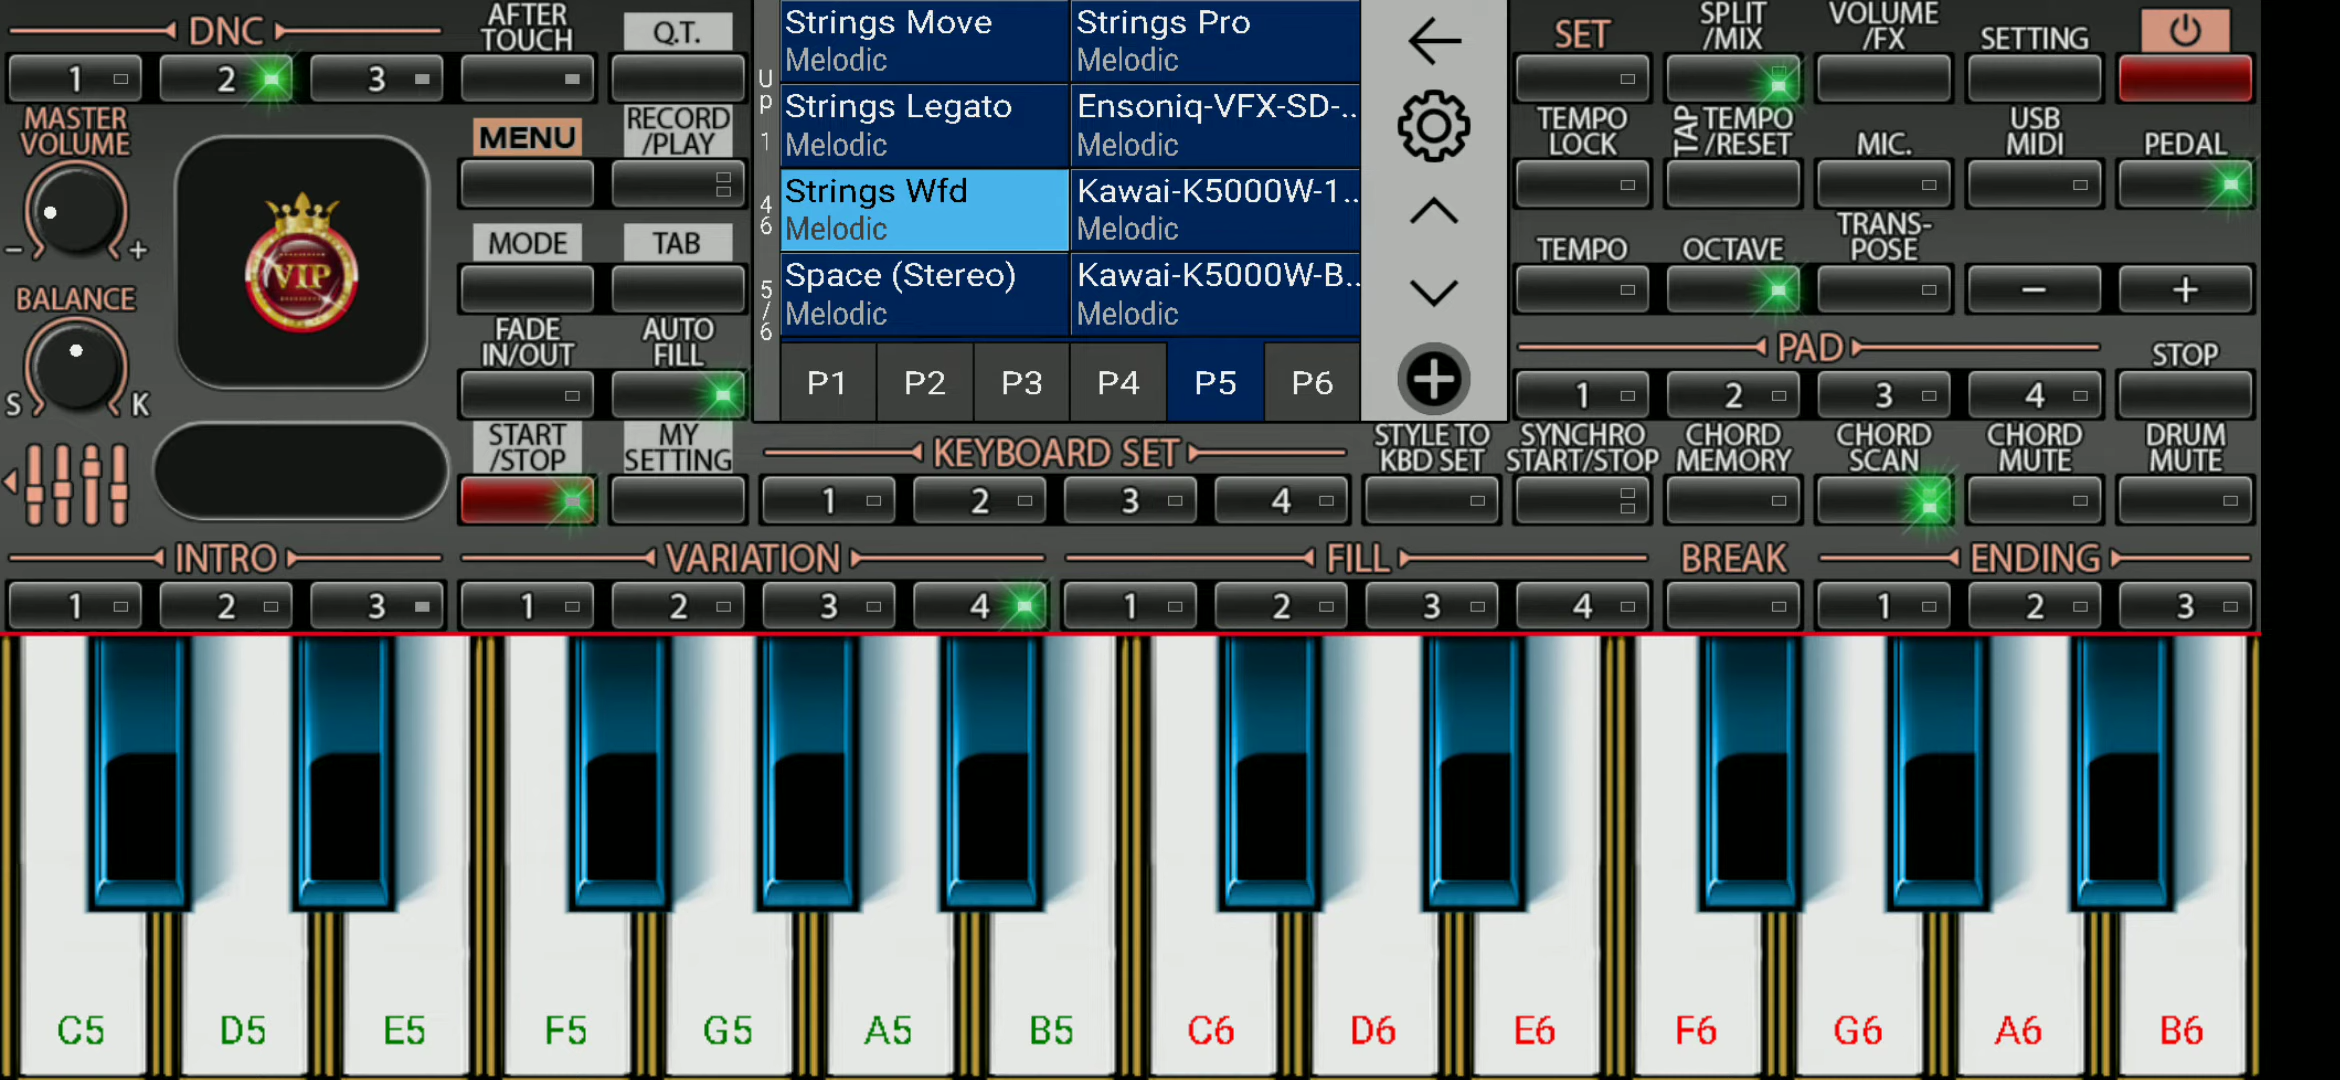 DNC
AFTER
TOUCH
Q.T.
1
2
3
MASTER
VOLUME
- +
BALANCE
S K
VIP
MENU
RECORD
/PLAY
MODE
TAB
FADE
IN/OUT
AUTO
FILL
START
/STOP
MY
SETTING
Up 1
46
5/6
Strings Move
Melodic
Strings Pro
Melodic
Strings Legato
Melodic
Ensoniq-VFX-SD-..
Melodic
Strings Wfd
Melodic
Kawai-K5000W-1..
Melodic
Space (Stereo)
Melodic
Kawai-K5000W-B..
Melodic
P1 P2 P3 P4 P5 P6
SET
SPLIT
/MIX
VOLUME
/FX
SETTING
TEMPO
LOCK
TAP
TEMPO
/RESET
MIC.
USB
MIDI
PEDAL
TEMPO
OCTAVE
TRANS-
POSE
- +
PAD
STOP
1 2 3 4
KEYBOARD SET
1 2 3 4
STYLE TO
KBD SET
SYNCHRO
START/STOP
CHORD
MEMORY
CHORD
SCAN
CHORD
MUTE
DRUM
MUTE
INTRO
1 2 3
VARIATION
1 2 3 4
FILL
1 2 3 4
BREAK
ENDING
1 2 3
C5 D5 E5 F5 G5 A5 B5 C6 D6 E6 F6 G6 A6 B6